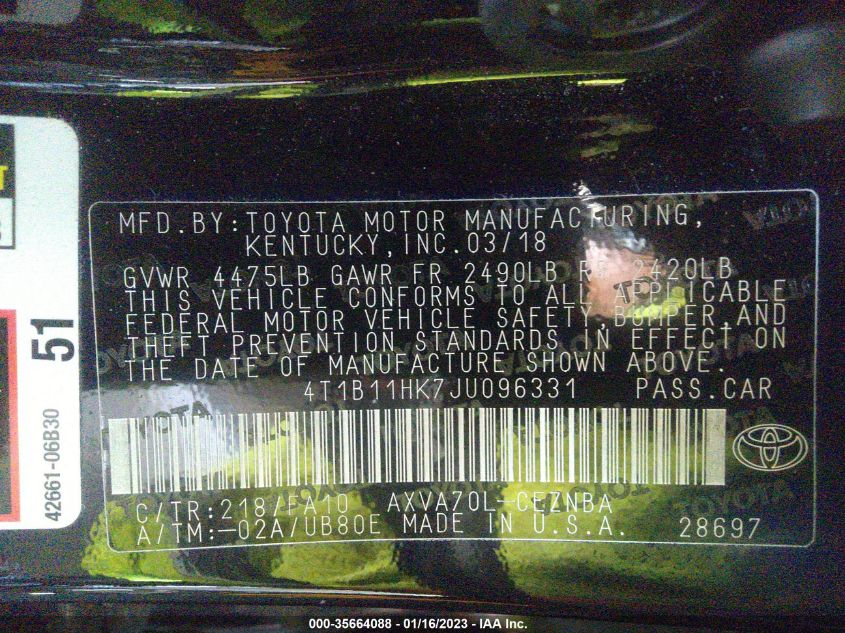 MFD.BY:TOYOTA MOTOR MANUFACTURING,
KENTUCKY,INC.03/18
GVWR 4475LB GAWR FR 2490LB RR 2420LB
THIS VEHICLE CONFORMS TO ALL APPLICABLE
FEDERAL MOTOR VEHICLE SAFETY,BUMPER,AND
THEFT PREVENTION STANDARDS IN EFFECT ON
THE DATE OF MANUFACTURE SHOWN ABOVE.
4T1B11HK7JU096331 PASS.CAR
C/TR:218/FA10 AXVA70L-CEZNBA
A/TM:-02A/UB80E MADE IN U.S.A. 28697
51
42661-06B30
000-35664088 - 01/16/2023 - IAA Inc.